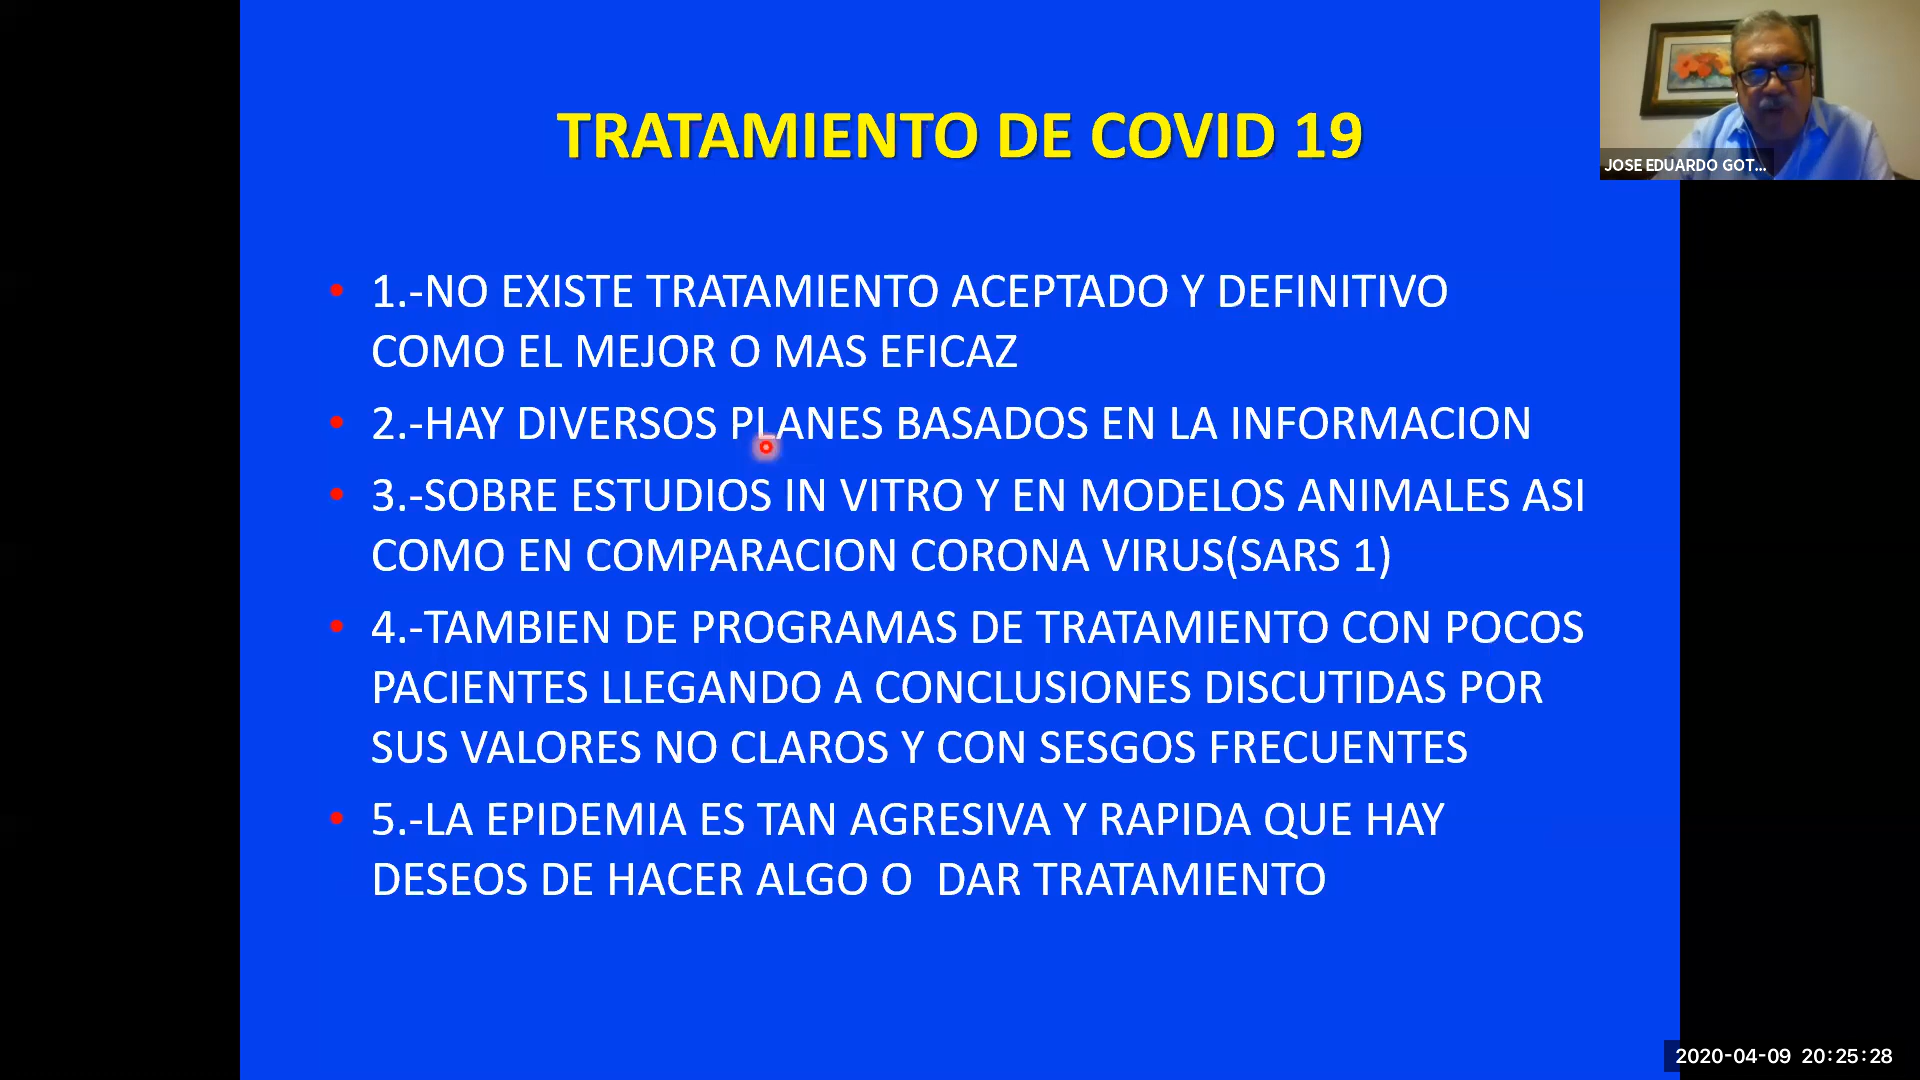 TRATAMIENTO DE COVID 19
JOSE EDUARDO GOT...
• 1.-NO EXISTE TRATAMIENTO ACEPTADO Y DEFINITIVO
COMO EL MEJOR O MAS EFICAZ
• 2.-HAY DIVERSOS PLANES BASADOS EN LA INFORMACION
• 3.-SOBRE ESTUDIOS IN VITRO Y EN MODELOS ANIMALES ASI
COMO EN COMPARACION CORONA VIRUS(SARS 1)
• 4.-TAMBIEN DE PROGRAMAS DE TRATAMIENTO CON POCOS
PACIENTES LLEGANDO A CONCLUSIONES DISCUTIDAS POR
SUS VALORES NO CLAROS Y CON SESGOS FRECUENTES
• 5.-LA EPIDEMIA ES TAN AGRESIVA Y RAPIDA QUE HAY
DESEOS DE HACER ALGO O  DAR TRATAMIENTO
2020-04-09 20:25:28